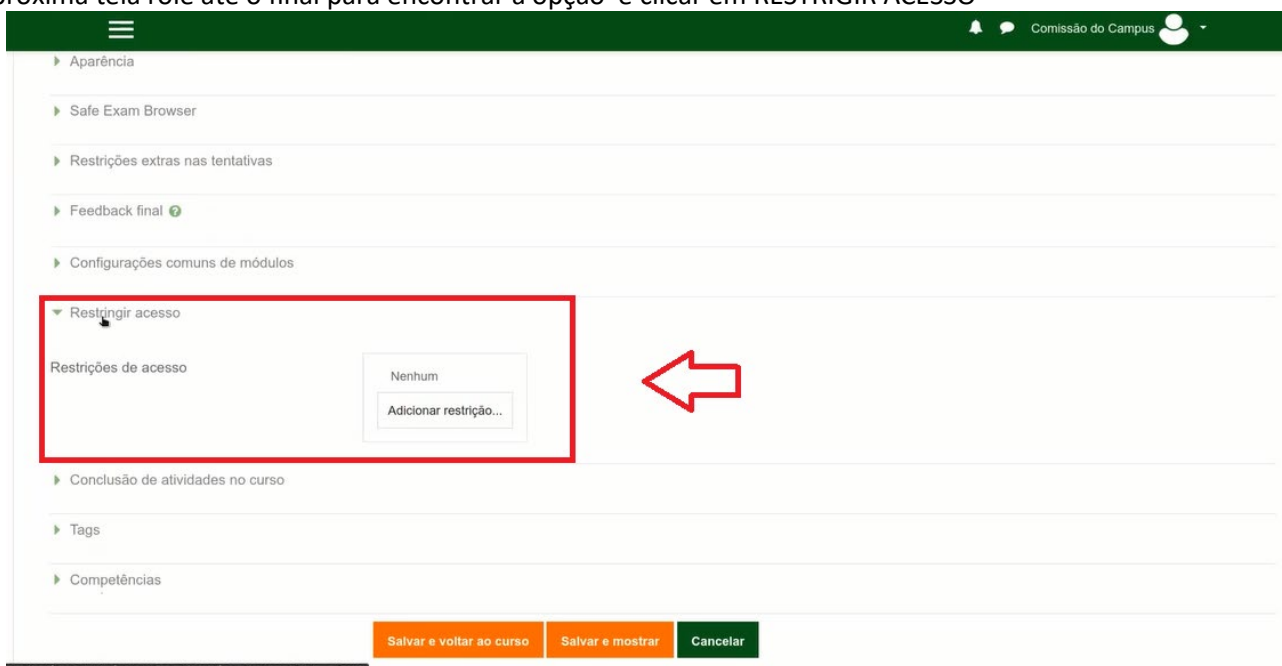 próxima tela role até o final para encontrar a opção e clicar em RESTRIGIR ACESSO
Comissão do Campus
Aparência
Safe Exam Browser
Restrições extras nas tentativas
Feedback final
Configurações comuns de módulos
Restringir acesso
Restrições de acesso
Nenhum
Adicionar restrição...
Conclusão de atividades no curso
Tags
Competências
Salvar e voltar ao curso Salvar e mostrar Cancelar